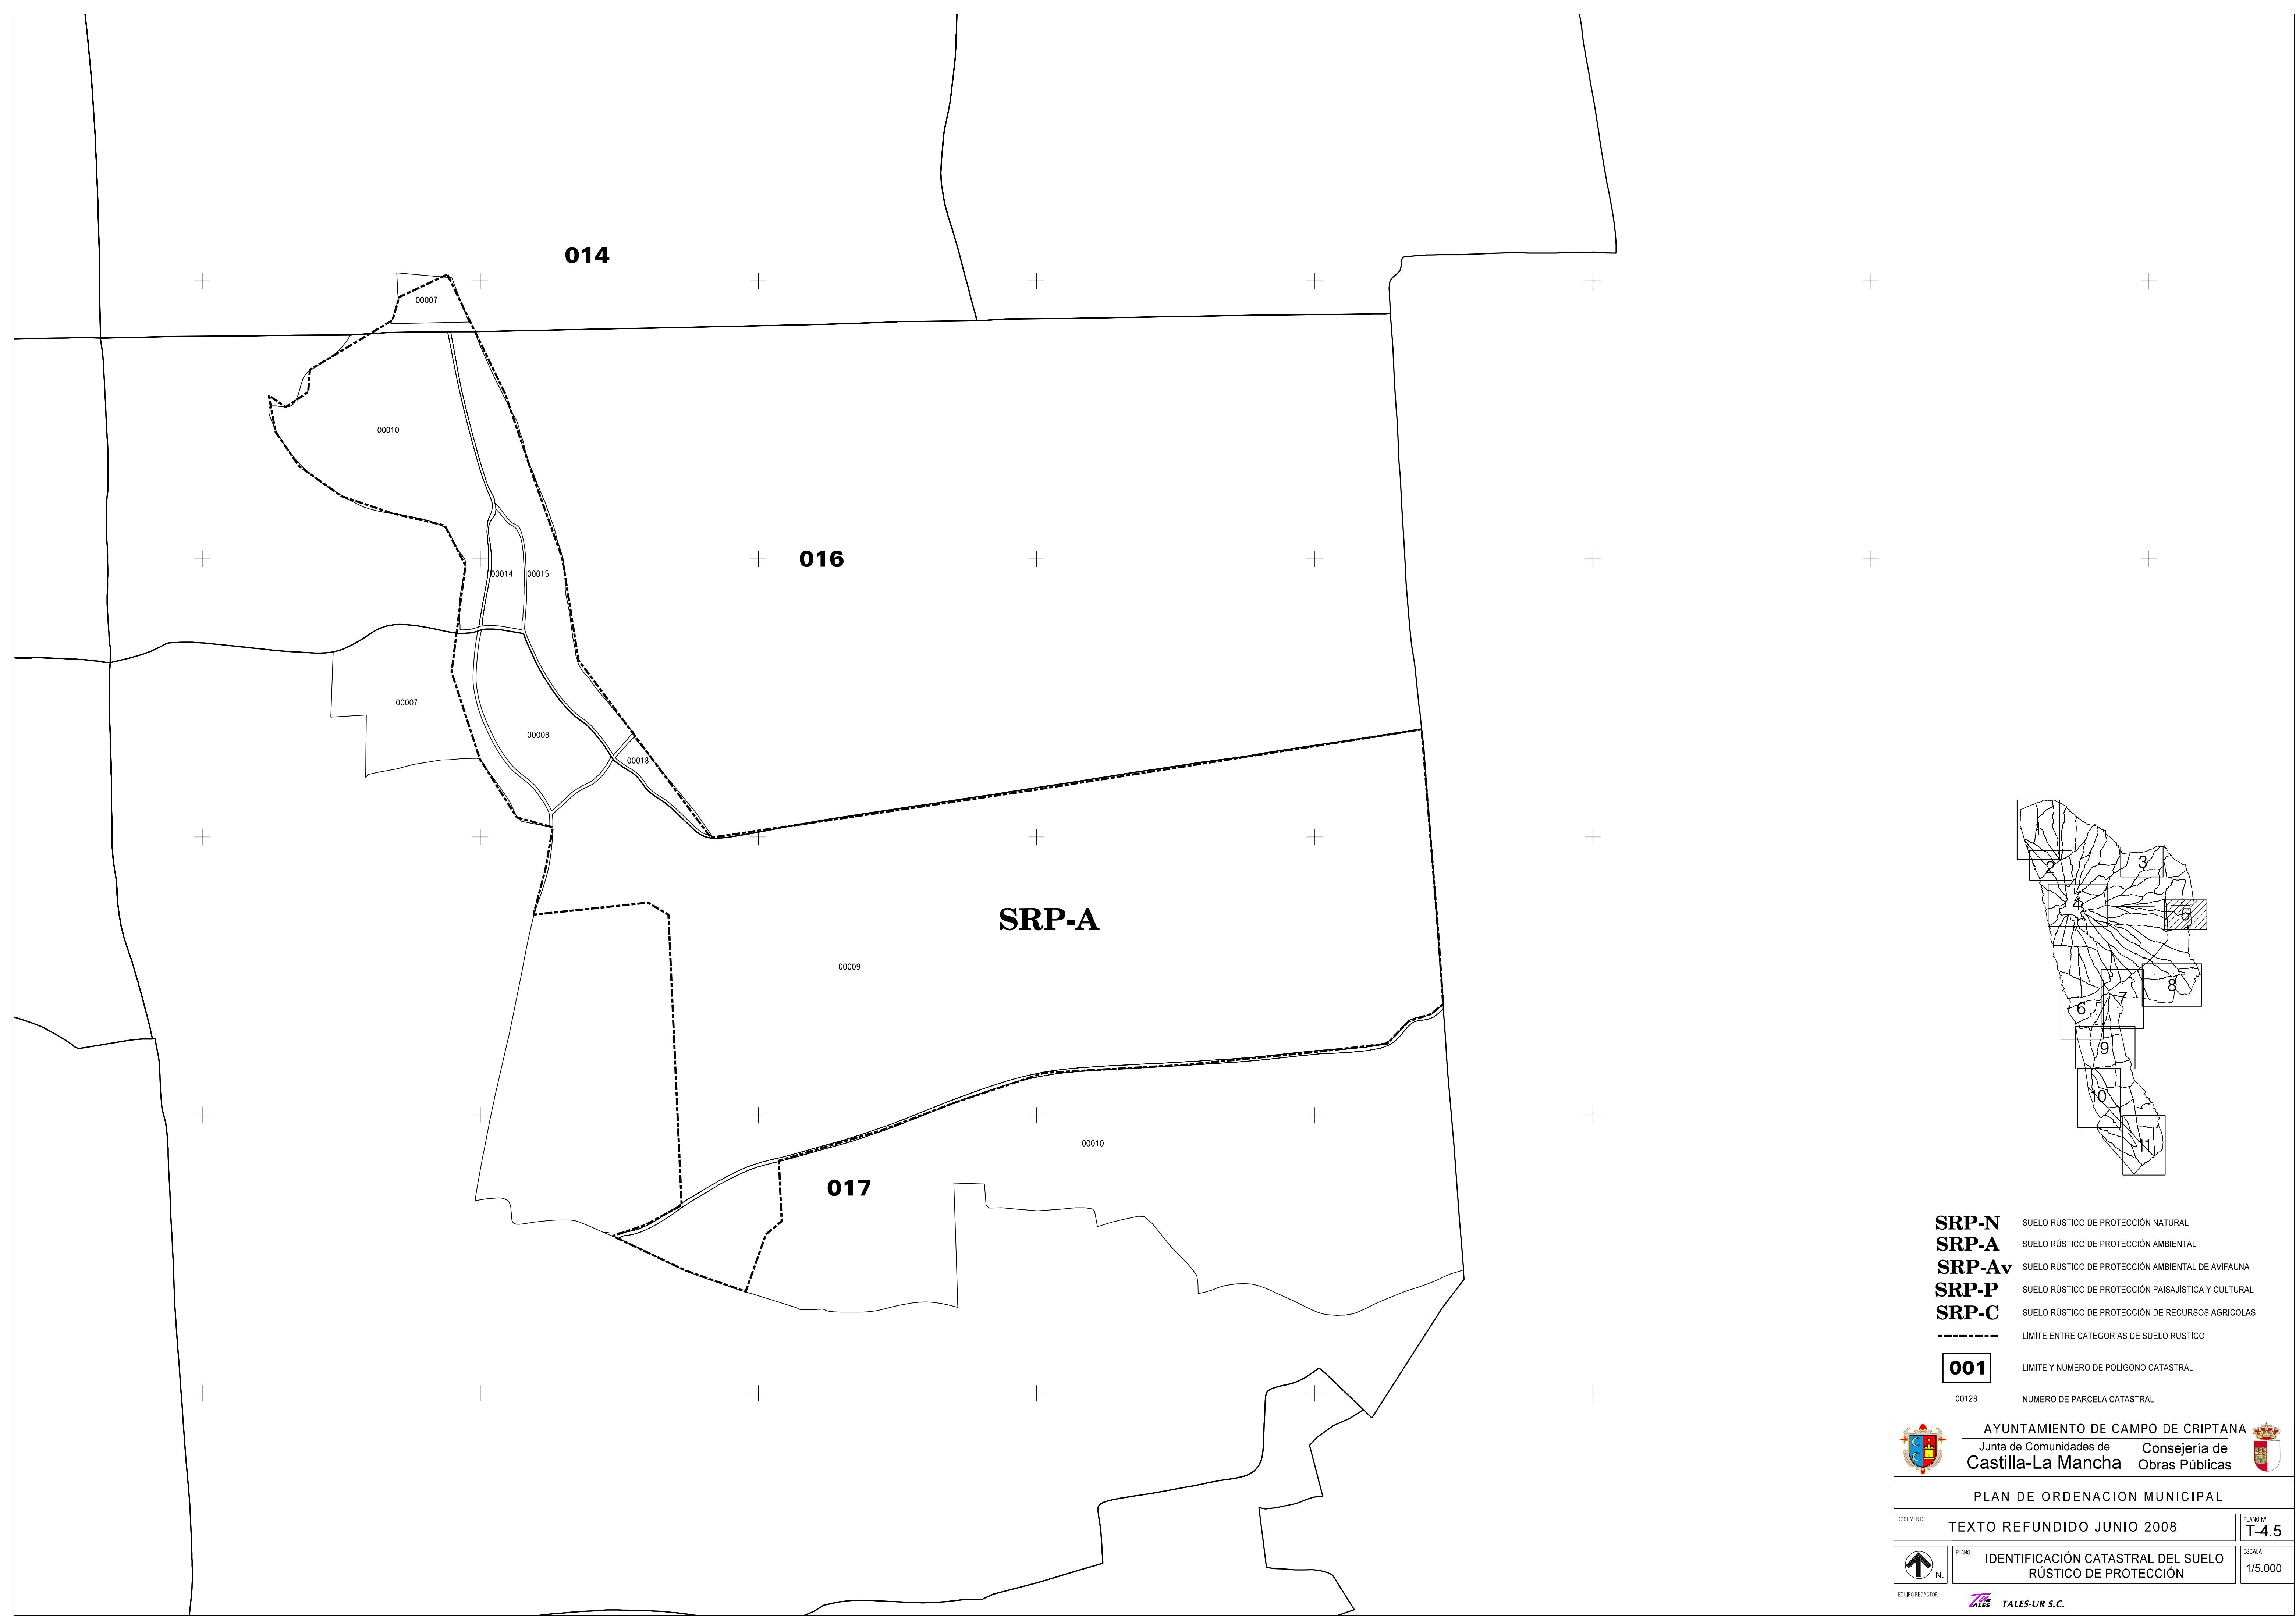 014
00007
00010
016
00014
00015
00007
00008
00018
SRP-A
00009
00010
017
1
2
3
4
5
6
7
8
9
10
11
SRP-N SUELO RÚSTICO DE PROTECCIÓN NATURAL
SRP-A SUELO RÚSTICO DE PROTECCIÓN AMBIENTAL
SRP-Av SUELO RÚSTICO DE PROTECCIÓN AMBIENTAL DE AVIFAUNA
SRP-P SUELO RÚSTICO DE PROTECCIÓN PAISAJÍSTICA Y CULTURAL
SRP-C SUELO RÚSTICO DE PROTECCIÓN DE RECURSOS AGRICOLAS
LIMITE ENTRE CATEGORIAS DE SUELO RUSTICO
001 LIMITE Y NUMERO DE POLÍGONO CATASTRAL
00128 NUMERO DE PARCELA CATASTRAL
AYUNTAMIENTO DE CAMPO DE CRIPTANA
Junta de Comunidades de
Castilla-La Mancha
Consejería de
Obras Públicas
PLAN DE ORDENACION MUNICIPAL
DOCUMENTO
TEXTO REFUNDIDO JUNIO 2008
PLANO Nº
T-4.5
N.
PLANO
IDENTIFICACIÓN CATASTRAL DEL SUELO
RÚSTICO DE PROTECCIÓN
ESCALA
1/5.000
EQUIPO REDACTOR
TALES-UR S.C.